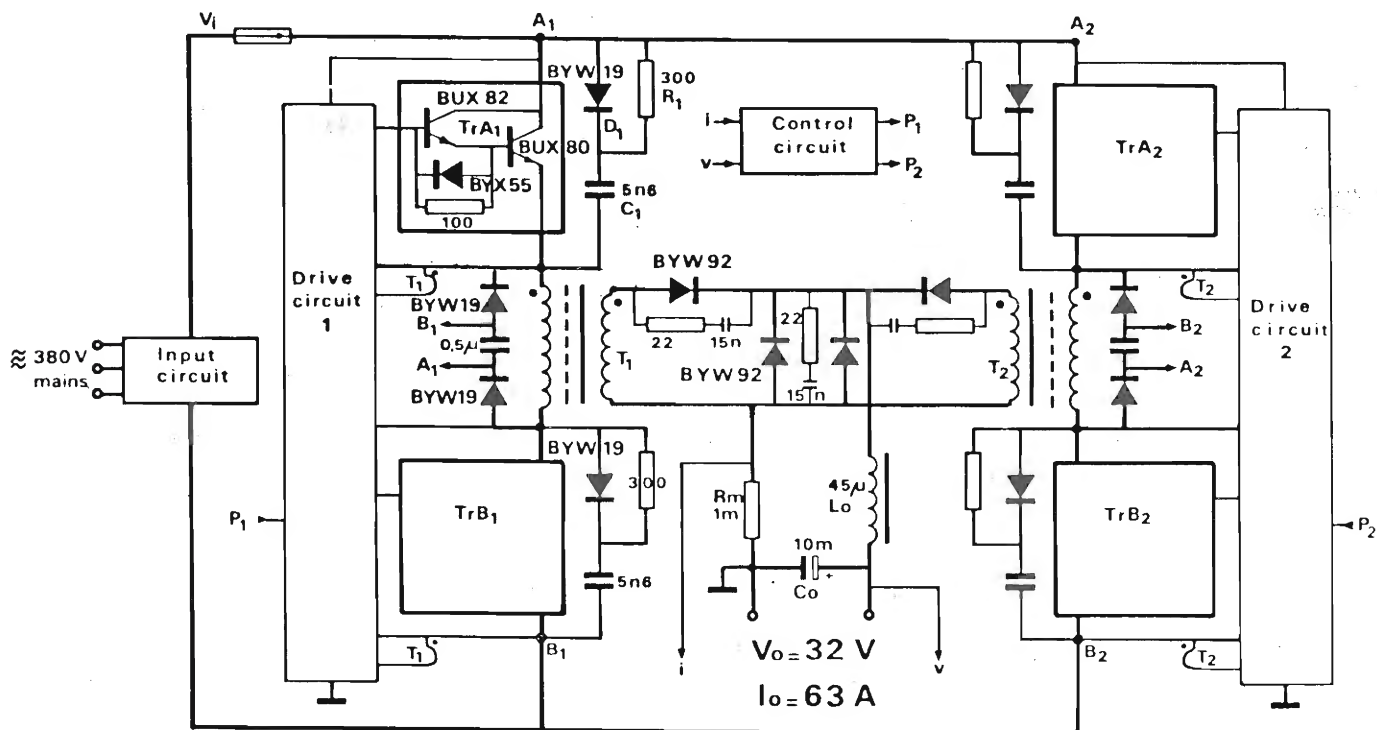 Vi
A1
A2
BYW 19
300
R1
BUX 82
TrA1
D1
BUX 80
BYX 55
100
5n6
C1
i
v
Control
circuit
P1
P2
TrA2
Drive
circuit
1
T1
BYW19
B1
0,5μ
A1
BYW19
BYW 92
22
15n
22
15n
BYW 92
T1
T2
T2
B2
A2
Drive
circuit
2
≈ 380 V
mains
Input
circuit
BYW 19
300
TrB1
P1
5n6
T1
B1
Rm
1m
45μ
Lo
10m
+
Co
i
v
Vo = 32 V
Io = 63 A
TrB2
P2
B2
T2